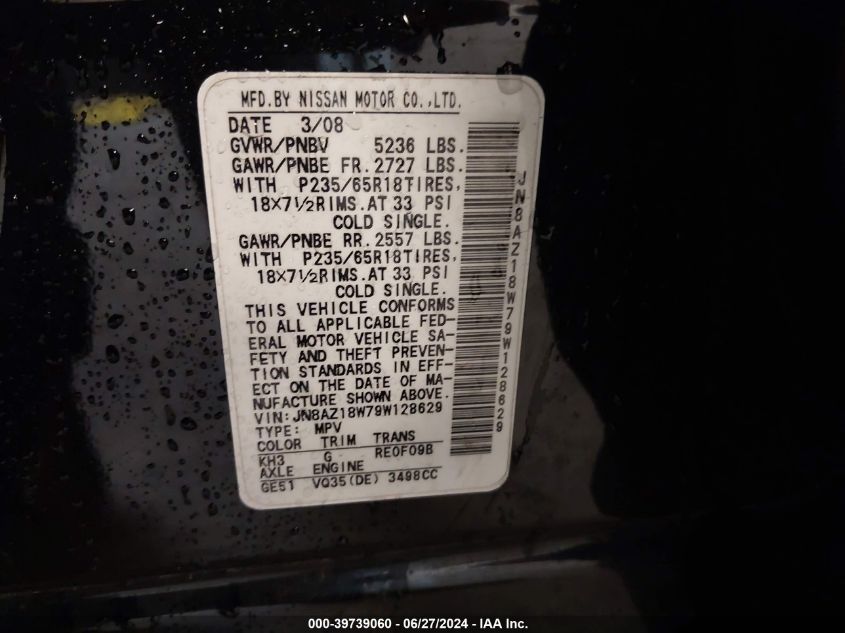 MFD.BY NISSAN MOTOR CO.,LTD.
DATE 3/08
GVWR/PNBV 5236 LBS.
GAWR/PNBE FR. 2727 LBS.
WITH P235/65R18TIRES,
18X7½RIMS.AT 33 PSI
COLD SINGLE.
GAWR/PNBE RR. 2557 LBS.
WITH P235/65R18TIRES,
18X7½RIMS.AT 33 PSI
COLD SINGLE.
THIS VEHICLE CONFORMS
TO ALL APPLICABLE FED-
ERAL MOTOR VEHICLE SA-
FETY AND THEFT PREVEN-
TION STANDARDS IN EFF-
ECT ON THE DATE OF MA-
NUFACTURE SHOWN ABOVE.
VIN:JN8AZ18W79W128629
TYPE: MPV
COLOR TRIM TRANS
KH3 G RE0F09B
AXLE ENGINE
GE51 VQ35(DE) 3498CC
JN8AZ18W79W128629
000-39739060 - 06/27/2024 - IAA Inc.